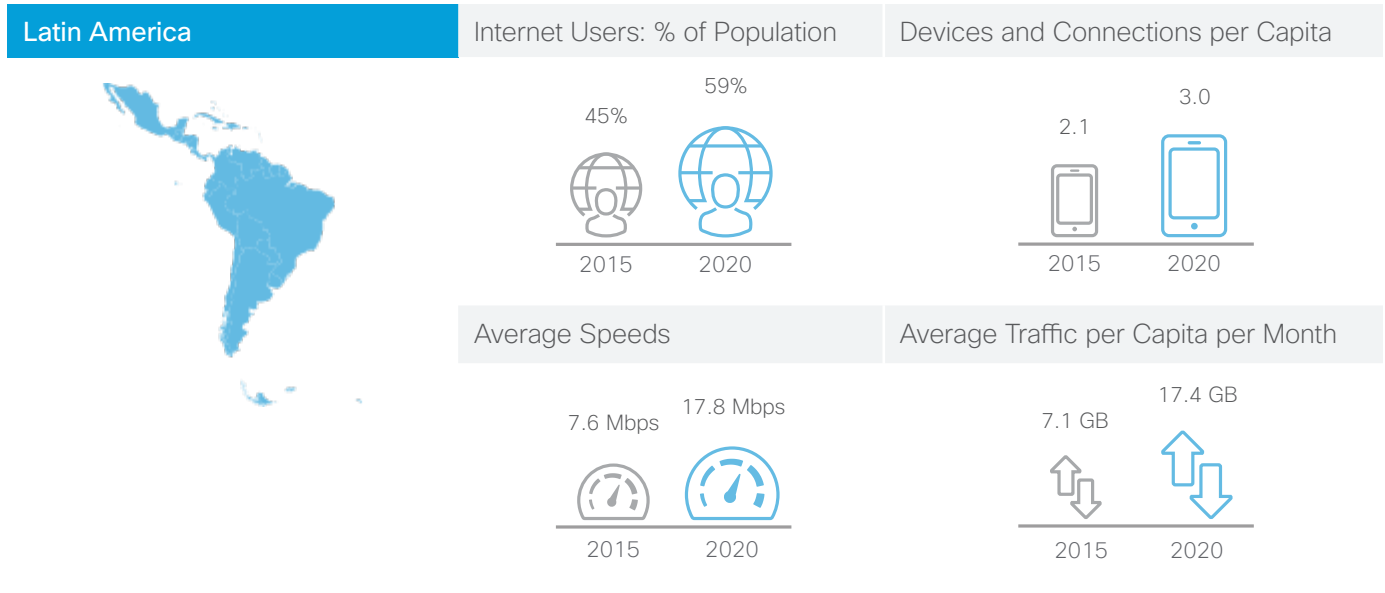 Latin America
Internet Users: % of Population
Devices and Connections per Capita
45%
59%
2015
2020
2.1
3.0
2015
2020
Average Speeds
Average Traffic per Capita per Month
7.6 Mbps
17.8 Mbps
2015
2020
7.1 GB
17.4 GB
2015
2020